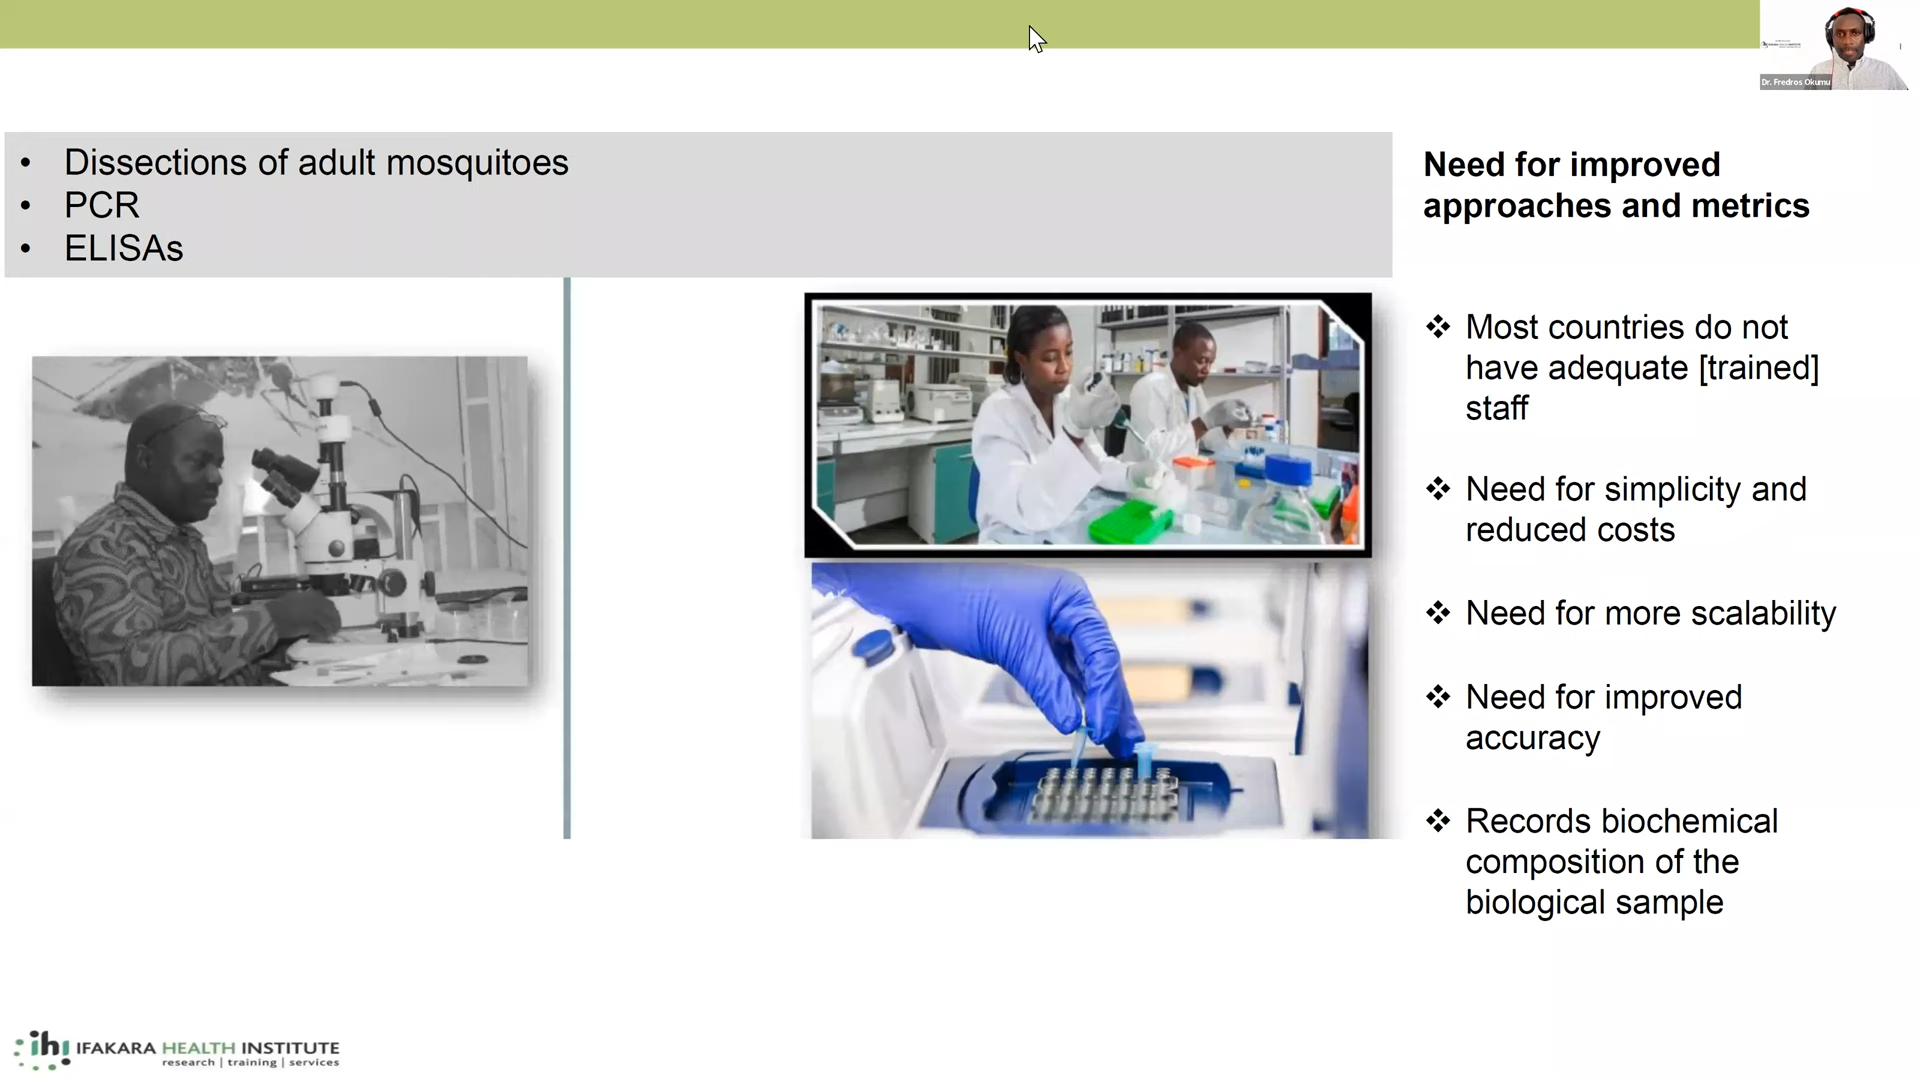 Dr. Fredros Okumu
• Dissections of adult mosquitoes
• PCR
• ELISAs
Need for improved
approaches and metrics
❖ Most countries do not
have adequate [trained]
staff
❖ Need for simplicity and
reduced costs
❖ Need for more scalability
❖ Need for improved
accuracy
❖ Records biochemical
composition of the
biological sample
ihi IFAKARA HEALTH INSTITUTE
research | training | services